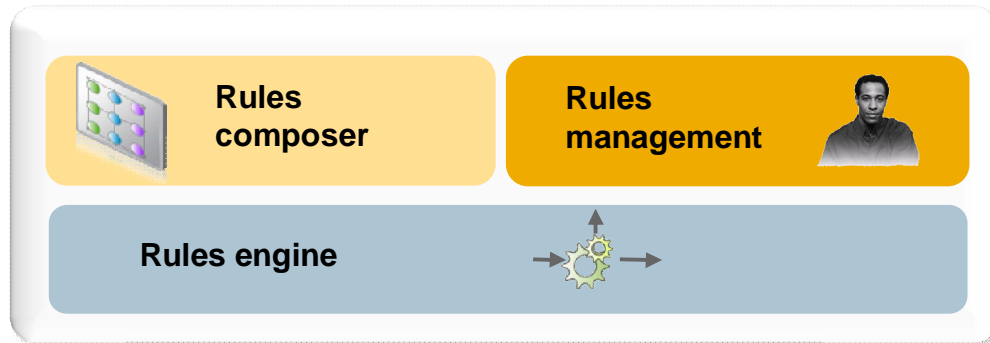 Rules
composer
Rules
management
Rules engine